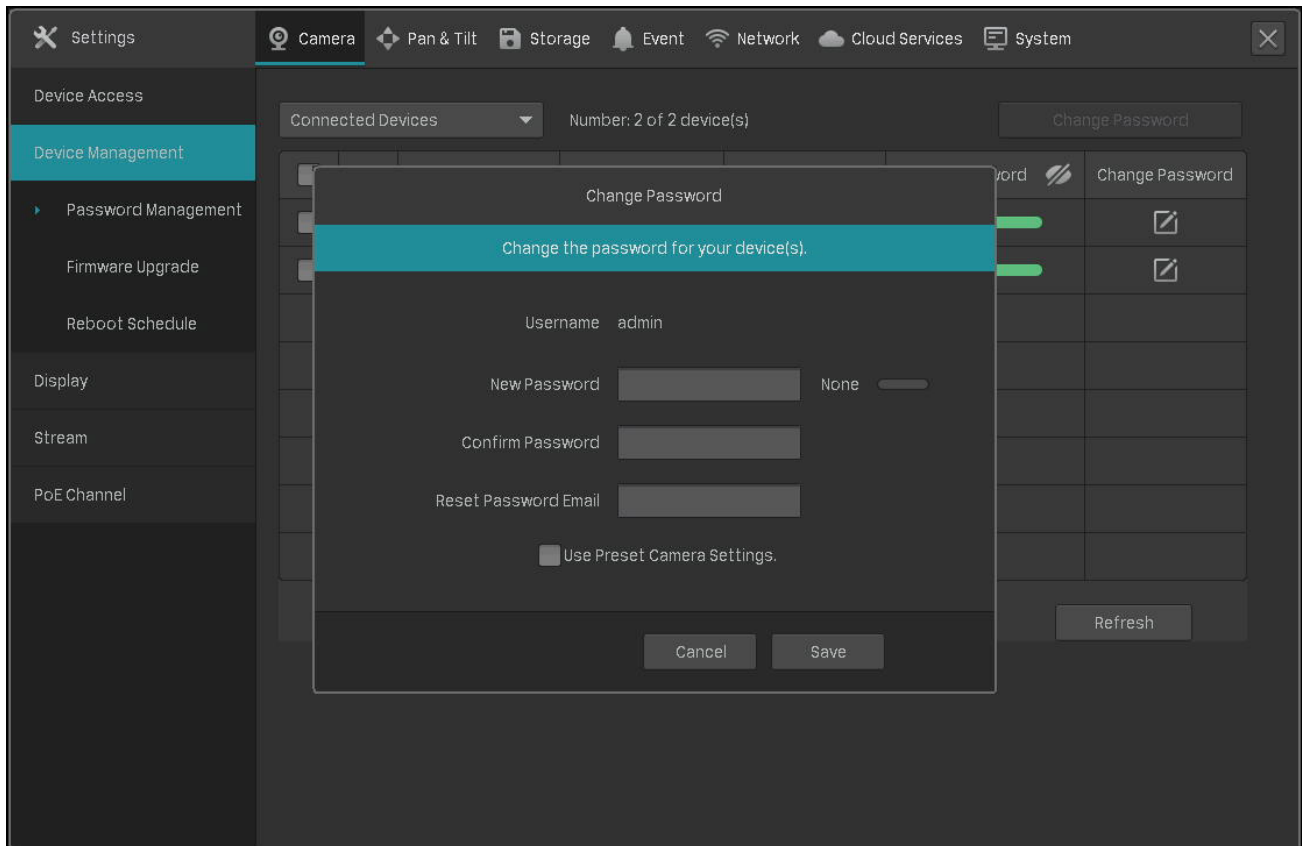 Settings
Camera
Pan & Tilt
Storage
Event
Network
Cloud Services
System
Device Access
Device Management
Password Management
Firmware Upgrade
Reboot Schedule
Display
Stream
PoE Channel
Connected Devices
Number: 2 of 2 device(s)
Change Password
Change Password
Change Password
Change the password for your device(s).
Username admin
New Password
None
Confirm Password
Reset Password Email
Use Preset Camera Settings.
Cancel
Save
Refresh